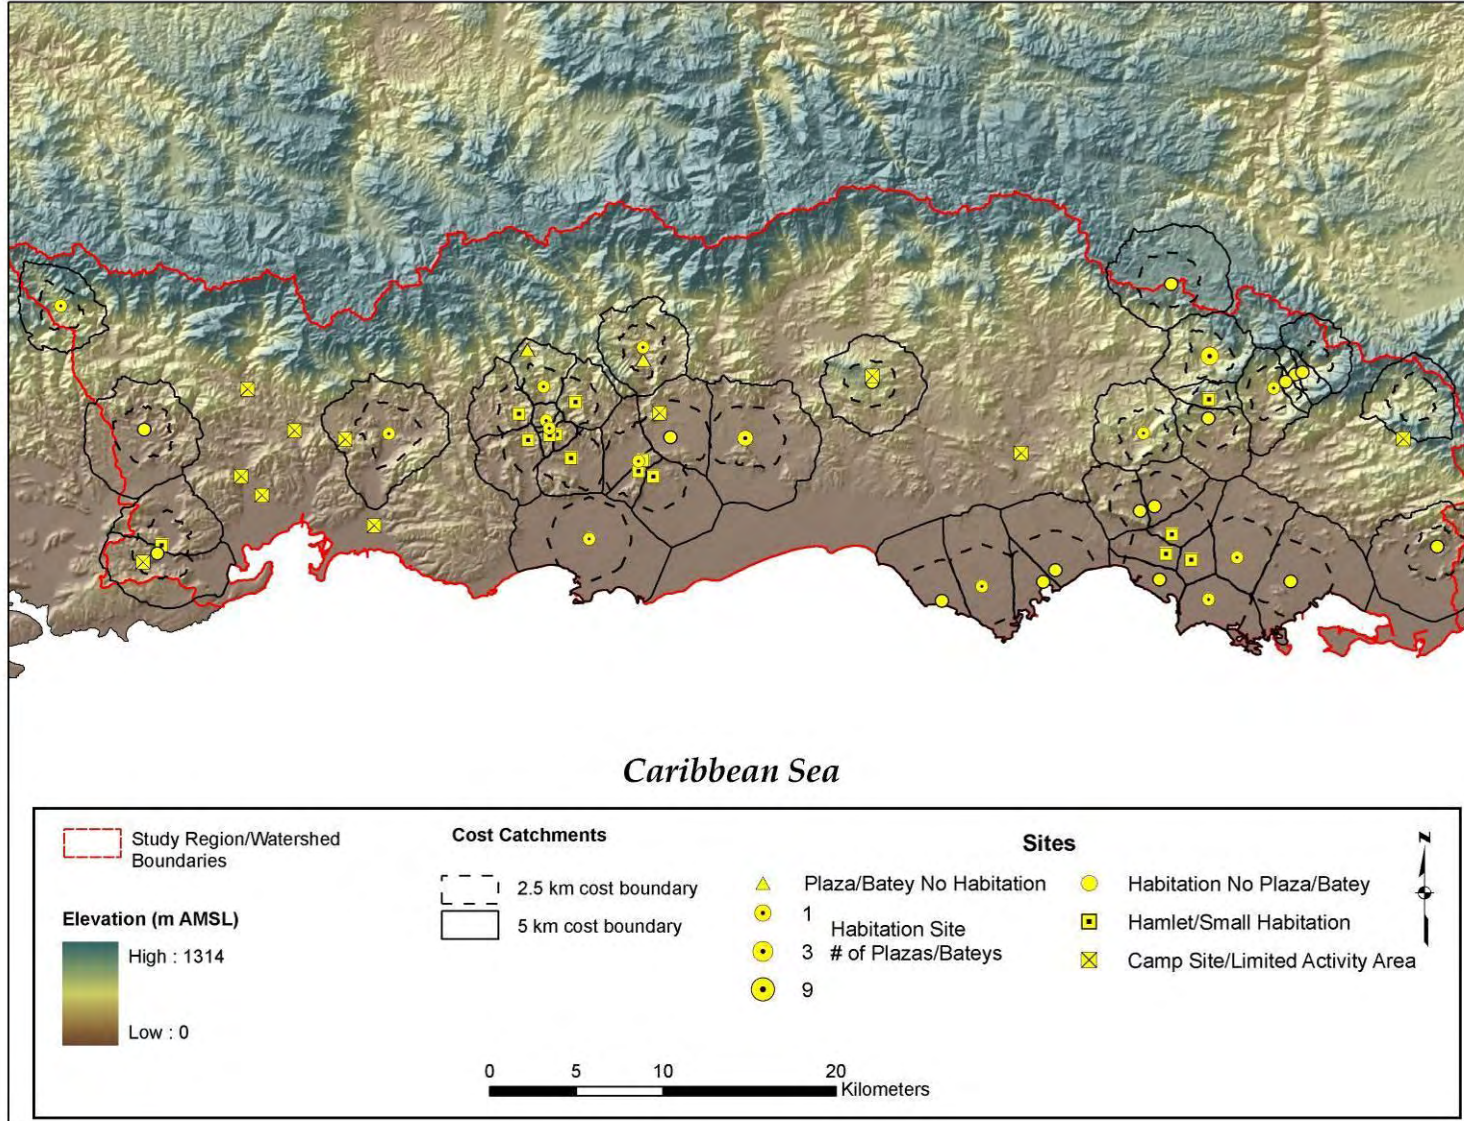 Caribbean Sea
Study Region/Watershed
Boundaries
Elevation (m AMSL)
High : 1314
Low : 0
Cost Catchments
2.5 km cost boundary
5 km cost boundary
Sites
Plaza/Batey No Habitation
1
3
9
Habitation Site
# of Plazas/Bateys
Habitation No Plaza/Batey
Hamlet/Small Habitation
Camp Site/Limited Activity Area
N
0 5 10 20
Kilometers